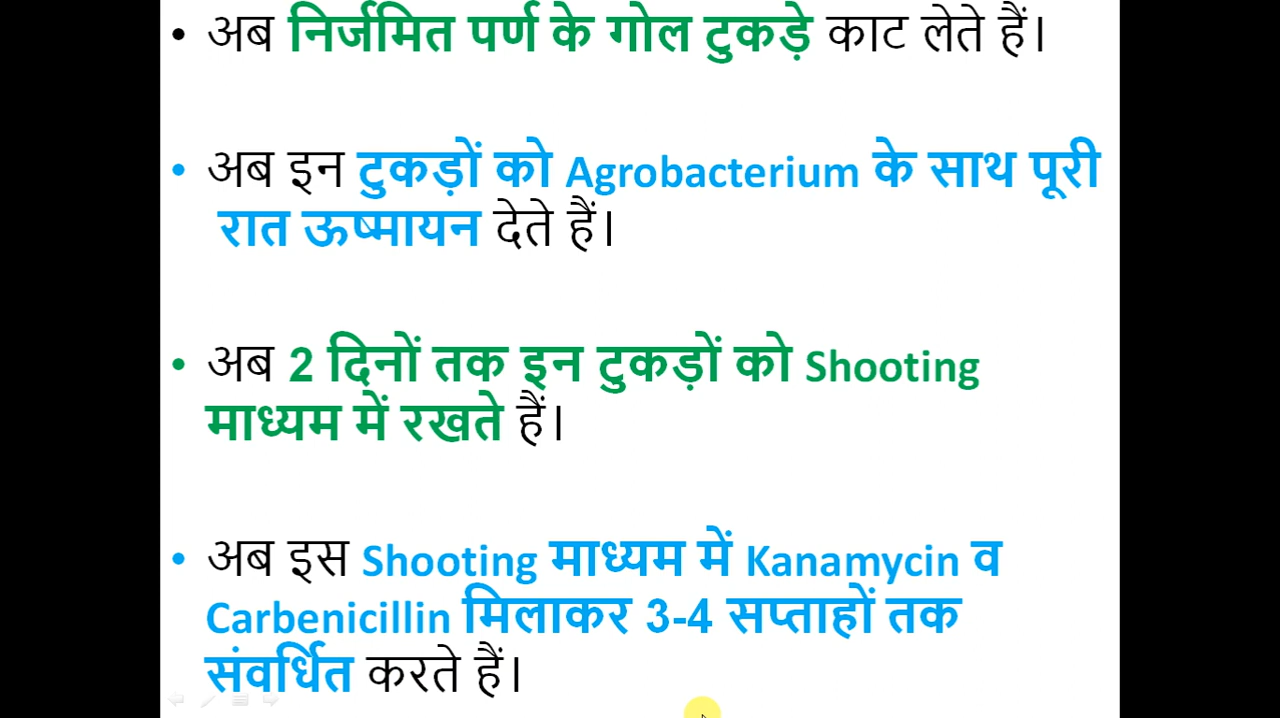 • अब निर्जमित पर्ण के गोल टुकड़े काट लेते हैं।
• अब इन टुकड़ों को Agrobacterium के साथ पूरी
रात ऊष्मायन देते हैं।
• अब 2 दिनों तक इन टुकड़ों को Shooting
माध्यम में रखते हैं।
• अब इस Shooting माध्यम में Kanamycin व
Carbenicillin मिलाकर 3-4 सप्ताहों तक
संवर्धित करते हैं।